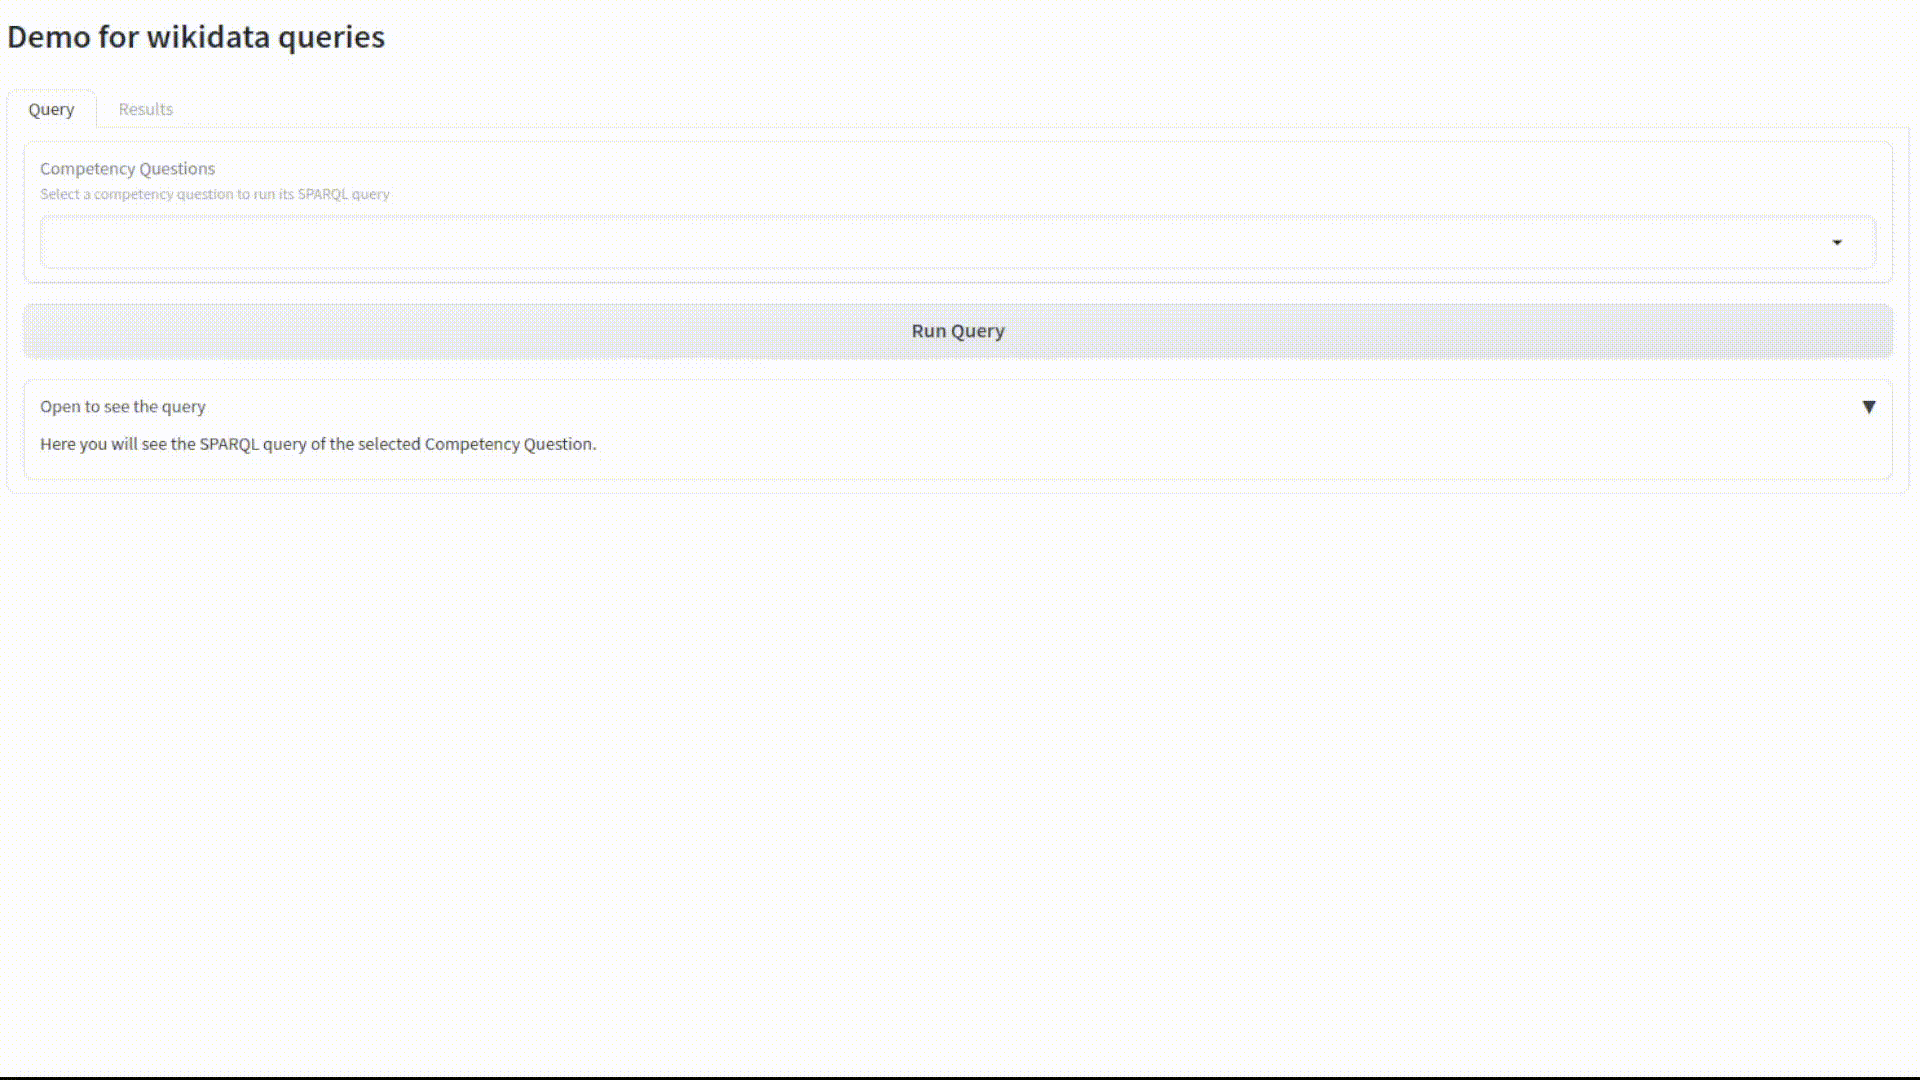 Demo for wikidata queries
Query Results
Competency Questions
Select a competency question to run its SPARQL query
Run Query
Open to see the query
Here you will see the SPARQL query of the selected Competency Question.